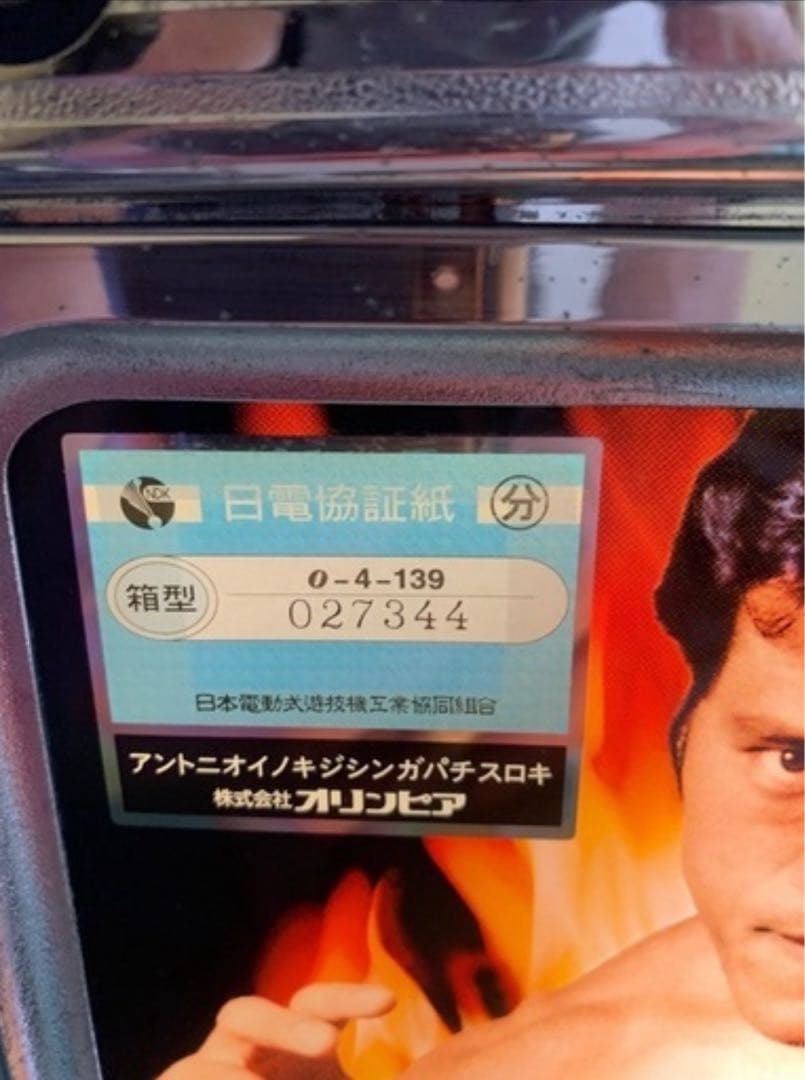 NDK 日電協証紙 分
箱型 0-4-139
027344
日本電動式遊技機工業協同組合
アントニオイノキジシンガパチスロキ
株式会社オリンピア